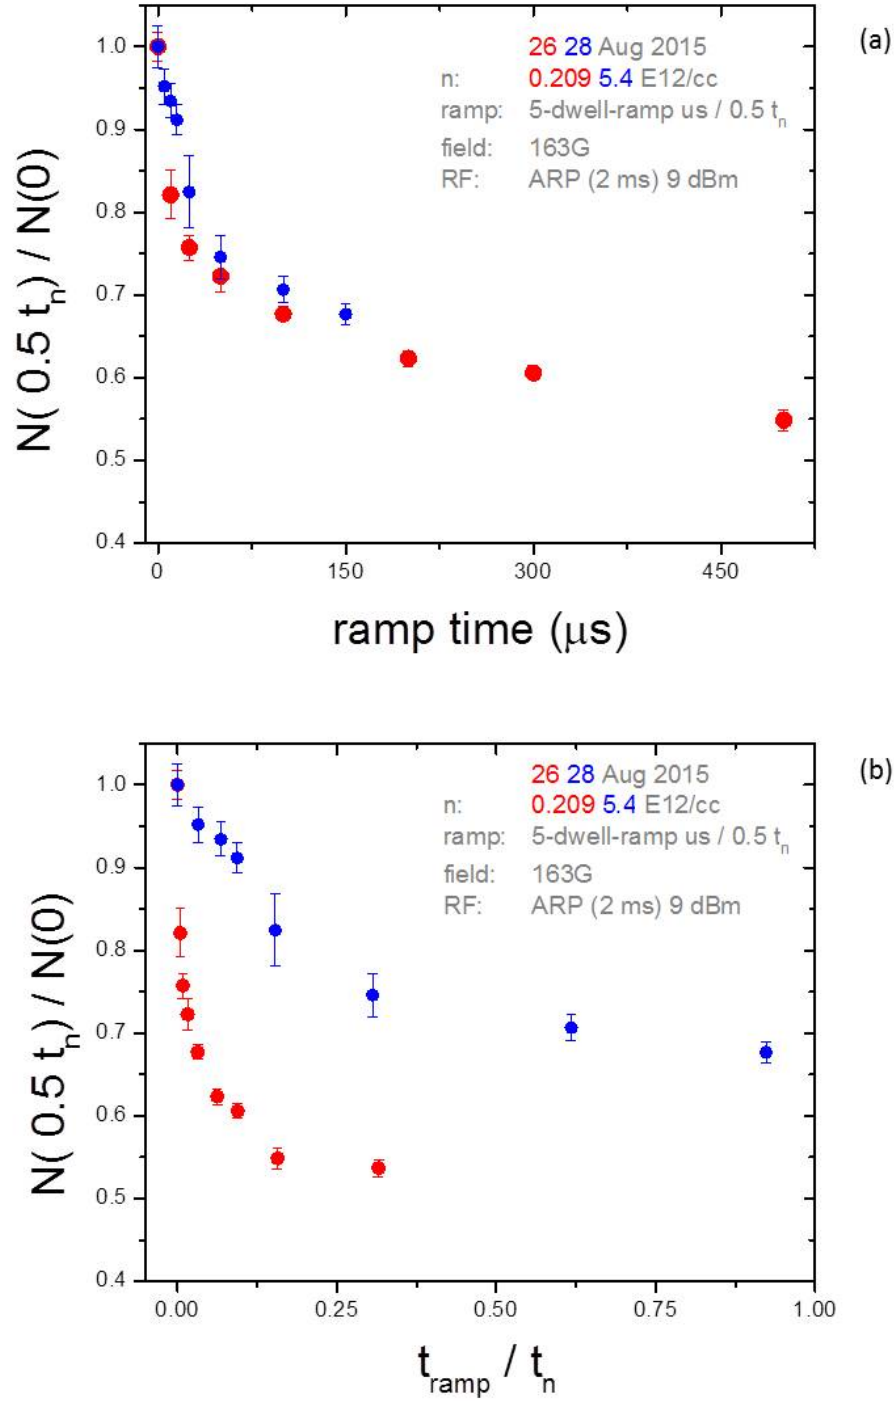 (a)
26 28 Aug 2015
n: 0.209 5.4 E12/cc
ramp: 5-dwell-ramp us / 0.5 tn
field: 163G
RF: ARP (2 ms) 9 dBm
N( 0.5 tn) / N(0)
1.0
0.9
0.8
0.7
0.6
0.5
0.4
0 150 300 450
ramp time (μs)
(b)
26 28 Aug 2015
n: 0.209 5.4 E12/cc
ramp: 5-dwell-ramp us / 0.5 tn
field: 163G
RF: ARP (2 ms) 9 dBm
N( 0.5 tn) / N(0)
1.0
0.9
0.8
0.7
0.6
0.5
0.4
0.00 0.25 0.50 0.75 1.00
tramp / tn